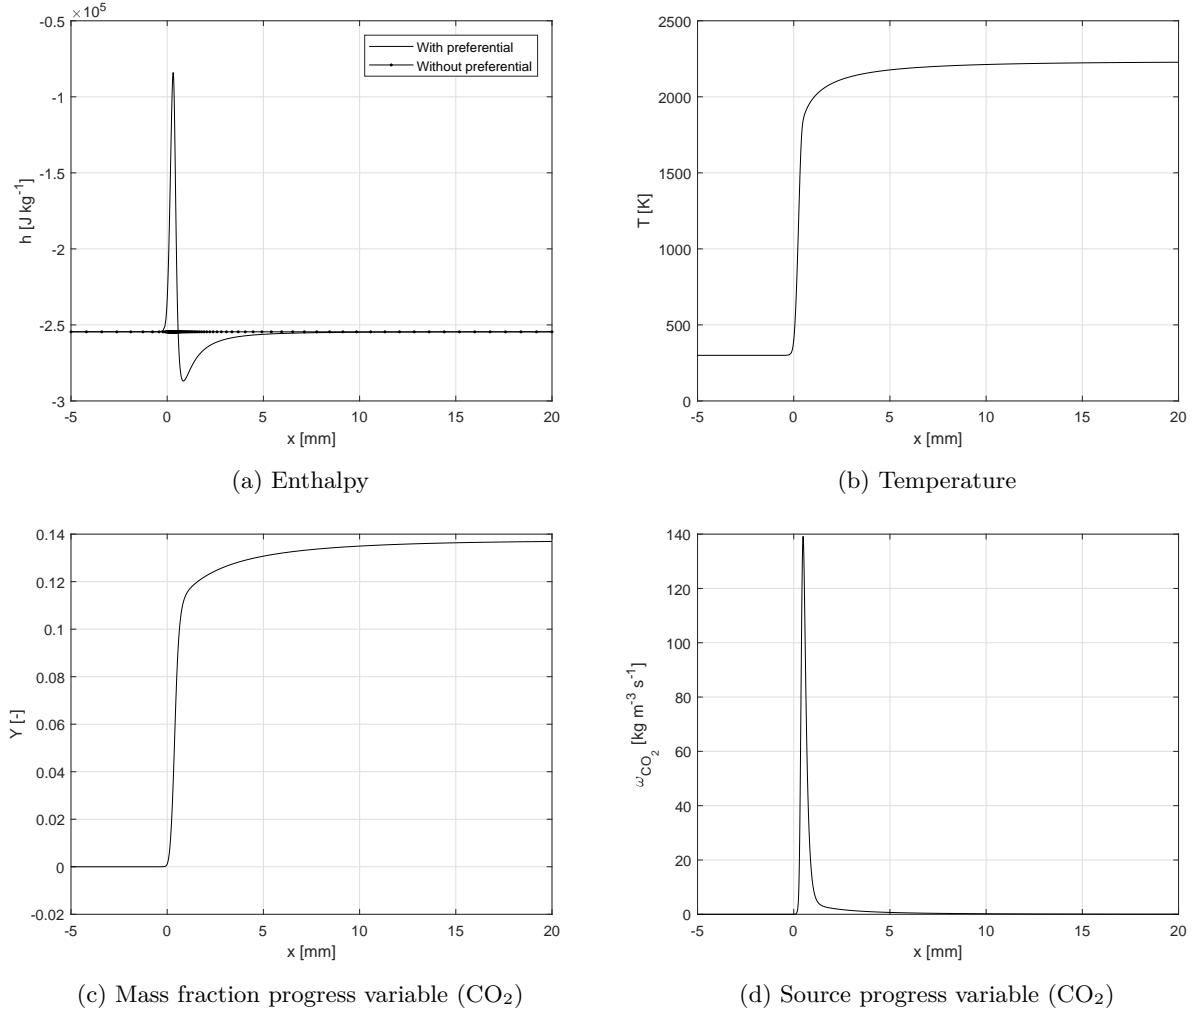 ×10⁵
-0.5
-1
-1.5
-2
-2.5
-3
h [J kg⁻¹]
With preferential
Without preferential
-5 0 5 10 15 20
x [mm]
(a) Enthalpy
2500
2000
1500
1000
500
0
T [K]
-5 0 5 10 15 20
x [mm]
(b) Temperature
0.14
0.12
0.1
0.08
0.06
0.04
0.02
0
-0.02
Y [-]
-5 0 5 10 15 20
x [mm]
(c) Mass fraction progress variable (CO₂)
140
120
100
80
60
40
20
0
ω_CO₂ [kg m⁻³ s⁻¹]
-5 0 5 10 15 20
x [mm]
(d) Source progress variable (CO₂)